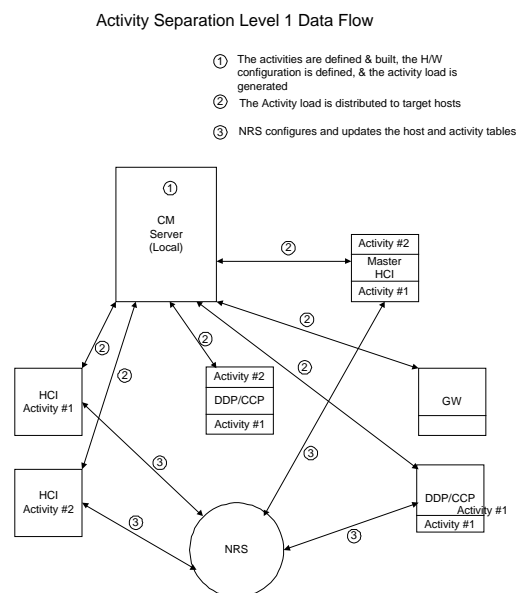 Activity Separation Level 1 Data Flow
1 The activities are defined & built, the H/W
configuration is defined, & the activity load is
generated
2 The Activity load is distributed to target hosts
3 NRS configures and updates the host and activity tables
1
CM
Server
(Local)
2
Activity #2
Master
HCI
Activity #1
2
2
2
2
2
HCI
Activity #1
Activity #2
DDP/CCP
Activity #1
GW
3
3
HCI
Activity #2
DDP/CCP
Activity #1
Activity #1
3
3
NRS